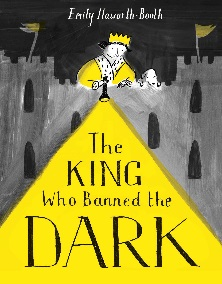 Emily Haworth-Booth
The
KING
Who Banned the
DARK